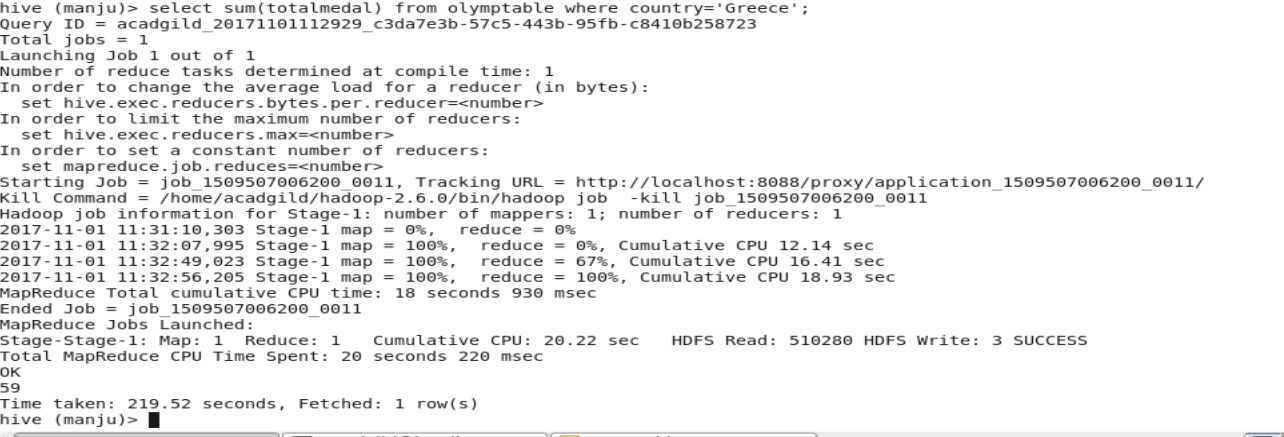 hive (manju)> select sum(totalmedal) from olymptable where country='Greece';
Query ID = acadgild_20171101112929_c3da7e3b-57c5-443b-95fb-c8410b258723
Total jobs = 1
Launching Job 1 out of 1
Number of reduce tasks determined at compile time: 1
In order to change the average load for a reducer (in bytes):
  set hive.exec.reducers.bytes.per.reducer=<number>
In order to limit the maximum number of reducers:
  set hive.exec.reducers.max=<number>
In order to set a constant number of reducers:
  set mapreduce.job.reduces=<number>
Starting Job = job_1509507006200_0011, Tracking URL = http://localhost:8088/proxy/application_1509507006200_0011/
Kill Command = /home/acadgild/hadoop-2.6.0/bin/hadoop job  -kill job_1509507006200_0011
Hadoop job information for Stage-1: number of mappers: 1; number of reducers: 1
2017-11-01 11:31:10,303 Stage-1 map = 0%,  reduce = 0%
2017-11-01 11:32:07,995 Stage-1 map = 100%,  reduce = 0%, Cumulative CPU 12.14 sec
2017-11-01 11:32:49,023 Stage-1 map = 100%,  reduce = 67%, Cumulative CPU 16.41 sec
2017-11-01 11:32:56,205 Stage-1 map = 100%,  reduce = 100%, Cumulative CPU 18.93 sec
MapReduce Total cumulative CPU time: 18 seconds 930 msec
Ended Job = job_1509507006200_0011
MapReduce Jobs Launched:
Stage-Stage-1: Map: 1  Reduce: 1   Cumulative CPU: 20.22 sec   HDFS Read: 510280 HDFS Write: 3 SUCCESS
Total MapReduce CPU Time Spent: 20 seconds 220 msec
OK
59
Time taken: 219.52 seconds, Fetched: 1 row(s)
hive (manju)>